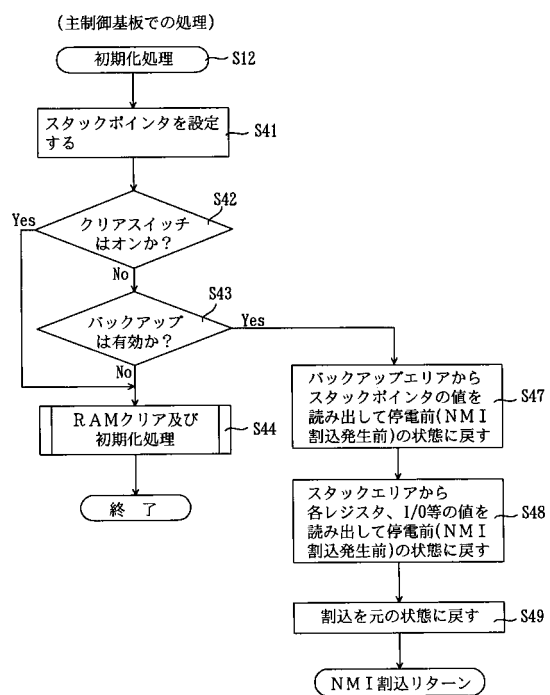 (主制御基板での処理)
初期化処理
S12
スタックポインタを設定
する
S41
S42
Yes
クリアスイッチ
はオンか?
No
S43
バックアップ
は有効か?
Yes
No
RAMクリア及び
初期化処理
S44
終 了
バックアップエリアから
スタックポインタの値を
読み出して停電前(NMI
割込発生前)の状態に戻す
S47
スタックエリアから
各レジスタ、I/O等の値を
読み出して停電前(NMI
割込発生前)の状態に戻す
S48
割込を元の状態に戻す
S49
NMI割込リターン